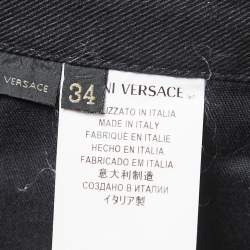 VERSACE
34
NI VERSACE
LIZZATO IN ITALIA
MADE IN ITALY
FABRIQUÉ EN ITALIE
HECHO EN ITALIA
FABRICADO EM ITALIA
意大利制造
СОЗДАНО В ИТАЛИИ
イタリア製